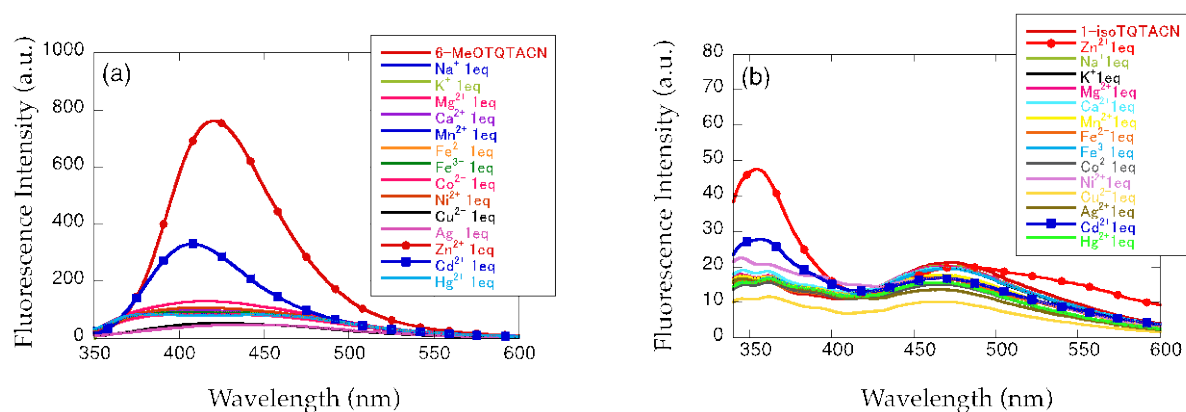 Fluorescence Intensity (a.u.)
1000
800
600
400
200
0
(a)
6-MeOTQTACN
Na⁺ 1eq
K⁺ 1eq
Mg²⁺ 1eq
Ca²⁺ 1eq
Mn²⁺ 1eq
Fe²⁻ 1eq
Fe³⁻ 1eq
Co²⁻ 1eq
Ni²⁺ 1eq
Cu²⁻ 1eq
Ag 1eq
Zn²⁺ 1eq
Cd²⁺ 1eq
Hg²⁺ 1eq
350 400 450 500 550 600
Wavelength (nm)
Fluorescence Intensity (a.u.)
80
70
60
50
40
30
20
10
0
(b)
1-isoTQTACN
Zn²⁺ 1eq
Na⁺ 1eq
K⁺ 1eq
Mg²⁺ 1eq
Ca²⁺ 1eq
Mn²⁺ 1eq
Fe²⁻ 1eq
Fe³ 1eq
Co² 1eq
Ni²⁺ 1eq
Cu²⁻ 1eq
Ag²⁺ 1eq
Cd²⁺ 1eq
Hg²⁺ 1eq
350 400 450 500 550 600
Wavelength (nm)